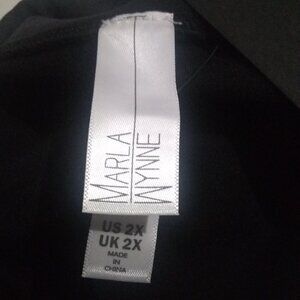 MARLA
WYNNE
US 2X
UK 2X
MADE
IN
CHINA